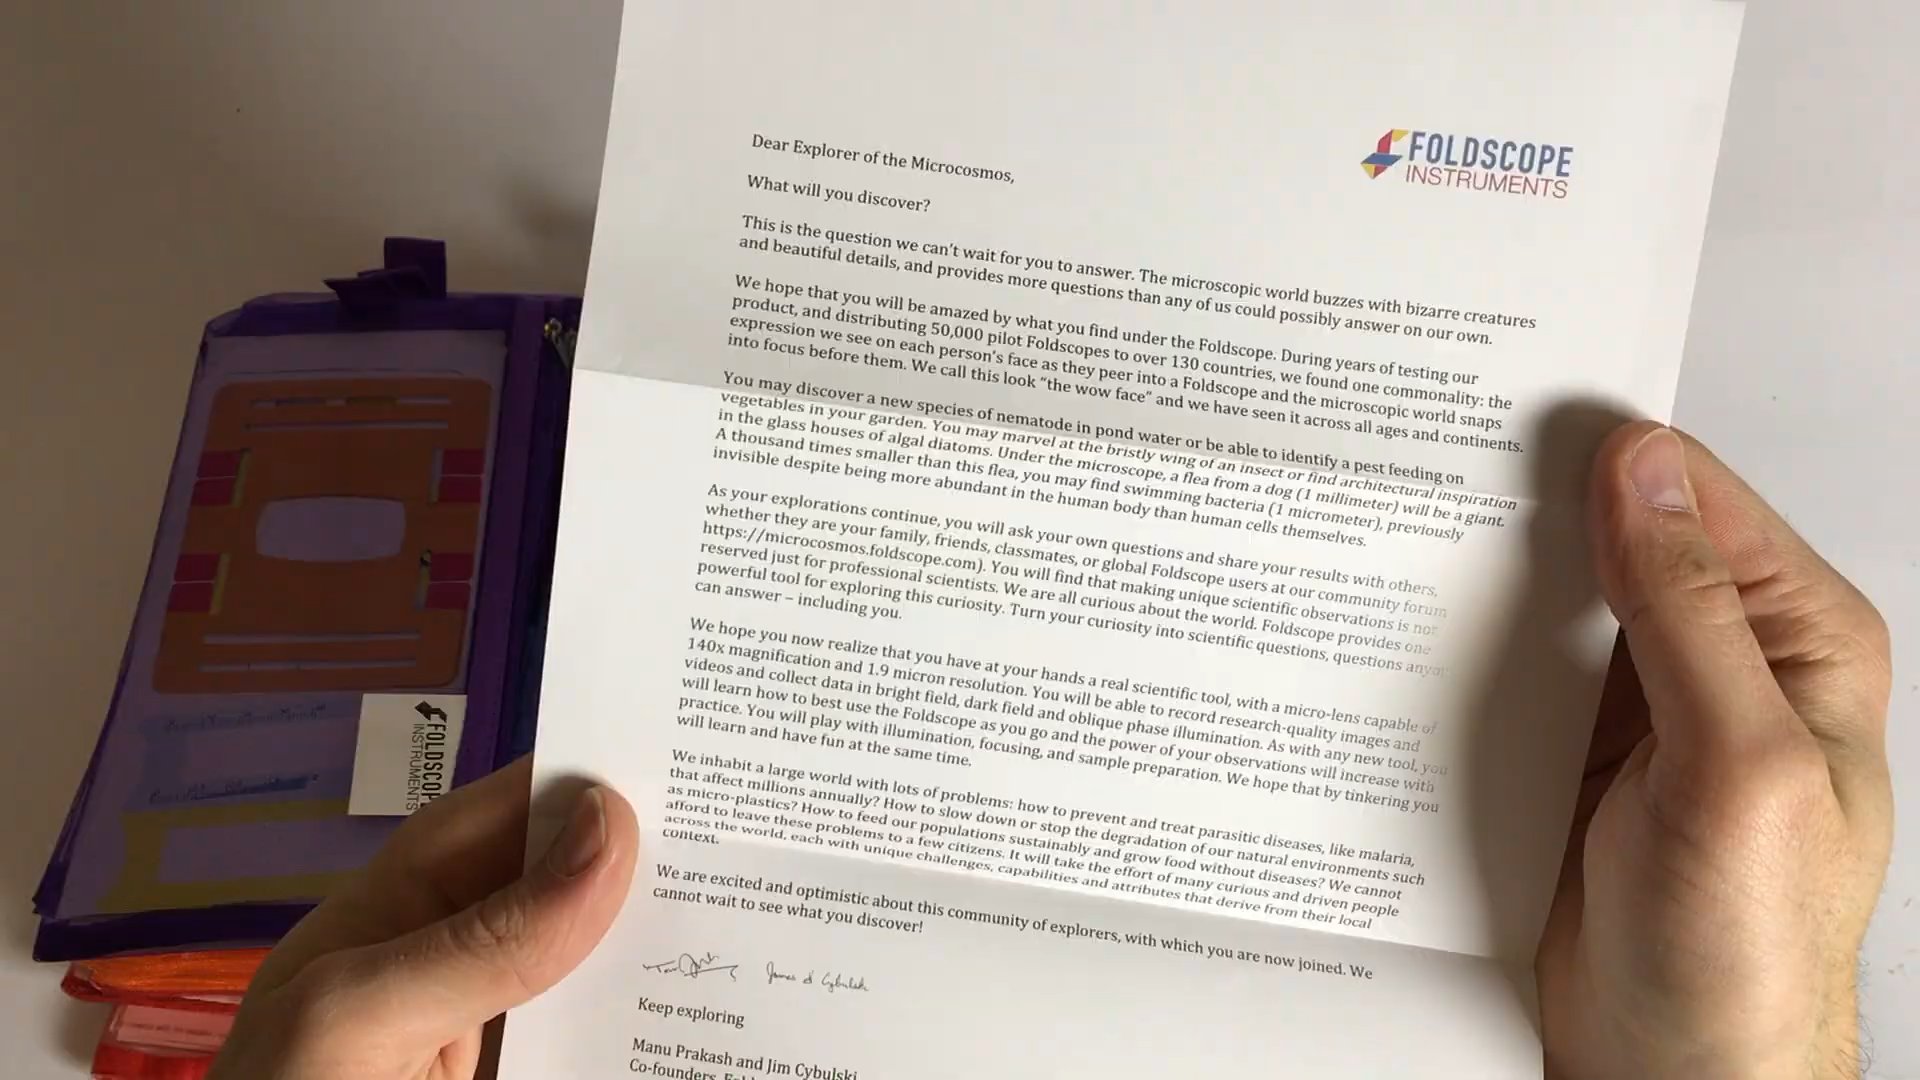 FOLDSCOPE
INSTRUMENTS
Dear Explorer of the Microcosmos,
What will you discover?
This is the question we can't wait for you to answer. The microscopic world buzzes with bizarre creatures
and beautiful details, and provides more questions than any of us could possibly answer on our own.
We hope that you will be amazed by what you find under the Foldscope. During years of testing our
product, and distributing 50,000 pilot Foldscopes to over 130 countries, we found one commonality: the
expression we see on each person's face as they peer into a Foldscope and the microscopic world snaps
into focus before them. We call this look "the wow face" and we have seen it across all ages and continents.
You may discover a new species of nematode in pond water or be able to identify a pest feeding on
vegetables in your garden. You may marvel at the bristly wing of an insect or find architectural inspiration
in the glass houses of algal diatoms. Under the microscope, a flea from a dog (1 millimeter) will be a giant.
A thousand times smaller than this flea, you may find swimming bacteria (1 micrometer), previously
invisible despite being more abundant in the human body than human cells themselves.
As your explorations continue, you will ask your own questions and share your results with others,
whether they are your family, friends, classmates, or global Foldscope users at our community forum
https://microcosmos.foldscope.com). You will find that making unique scientific observations is not
reserved just for professional scientists. We are all curious about the world. Foldscope provides one
powerful tool for exploring this curiosity. Turn your curiosity into scientific questions, questions
can answer – including you.
We hope you now realize that you have at your hands a real scientific tool, with a micro-lens capable of
140x magnification and 1.9 micron resolution. You will be able to record research-quality images and
videos and collect data in bright field, dark field and oblique phase illumination. As with any new tool, you
will learn how to best use the Foldscope as you go and the power of your observations will increase with
practice. You will play with illumination, focusing, and sample preparation. We hope that by tinkering you
will learn and have fun at the same time.
We inhabit a large world with lots of problems: how to prevent and treat parasitic diseases, like malaria,
that affect millions annually? How to slow down or stop the degradation of our natural environments such
as micro-plastics? How to feed our populations sustainably and grow food without diseases? We cannot
afford to leave these problems to a few citizens. It will take the effort of many curious and driven people
across the world, each with unique challenges, capabilities and attributes that derive from their local
context.
We are excited and optimistic about this community of explorers, with which you are now joined. We
cannot wait to see what you discover!
Keep exploring
Manu Prakash and Jim Cybulski
Co-founders,
FOLDSCOPE
INSTRUMENTS